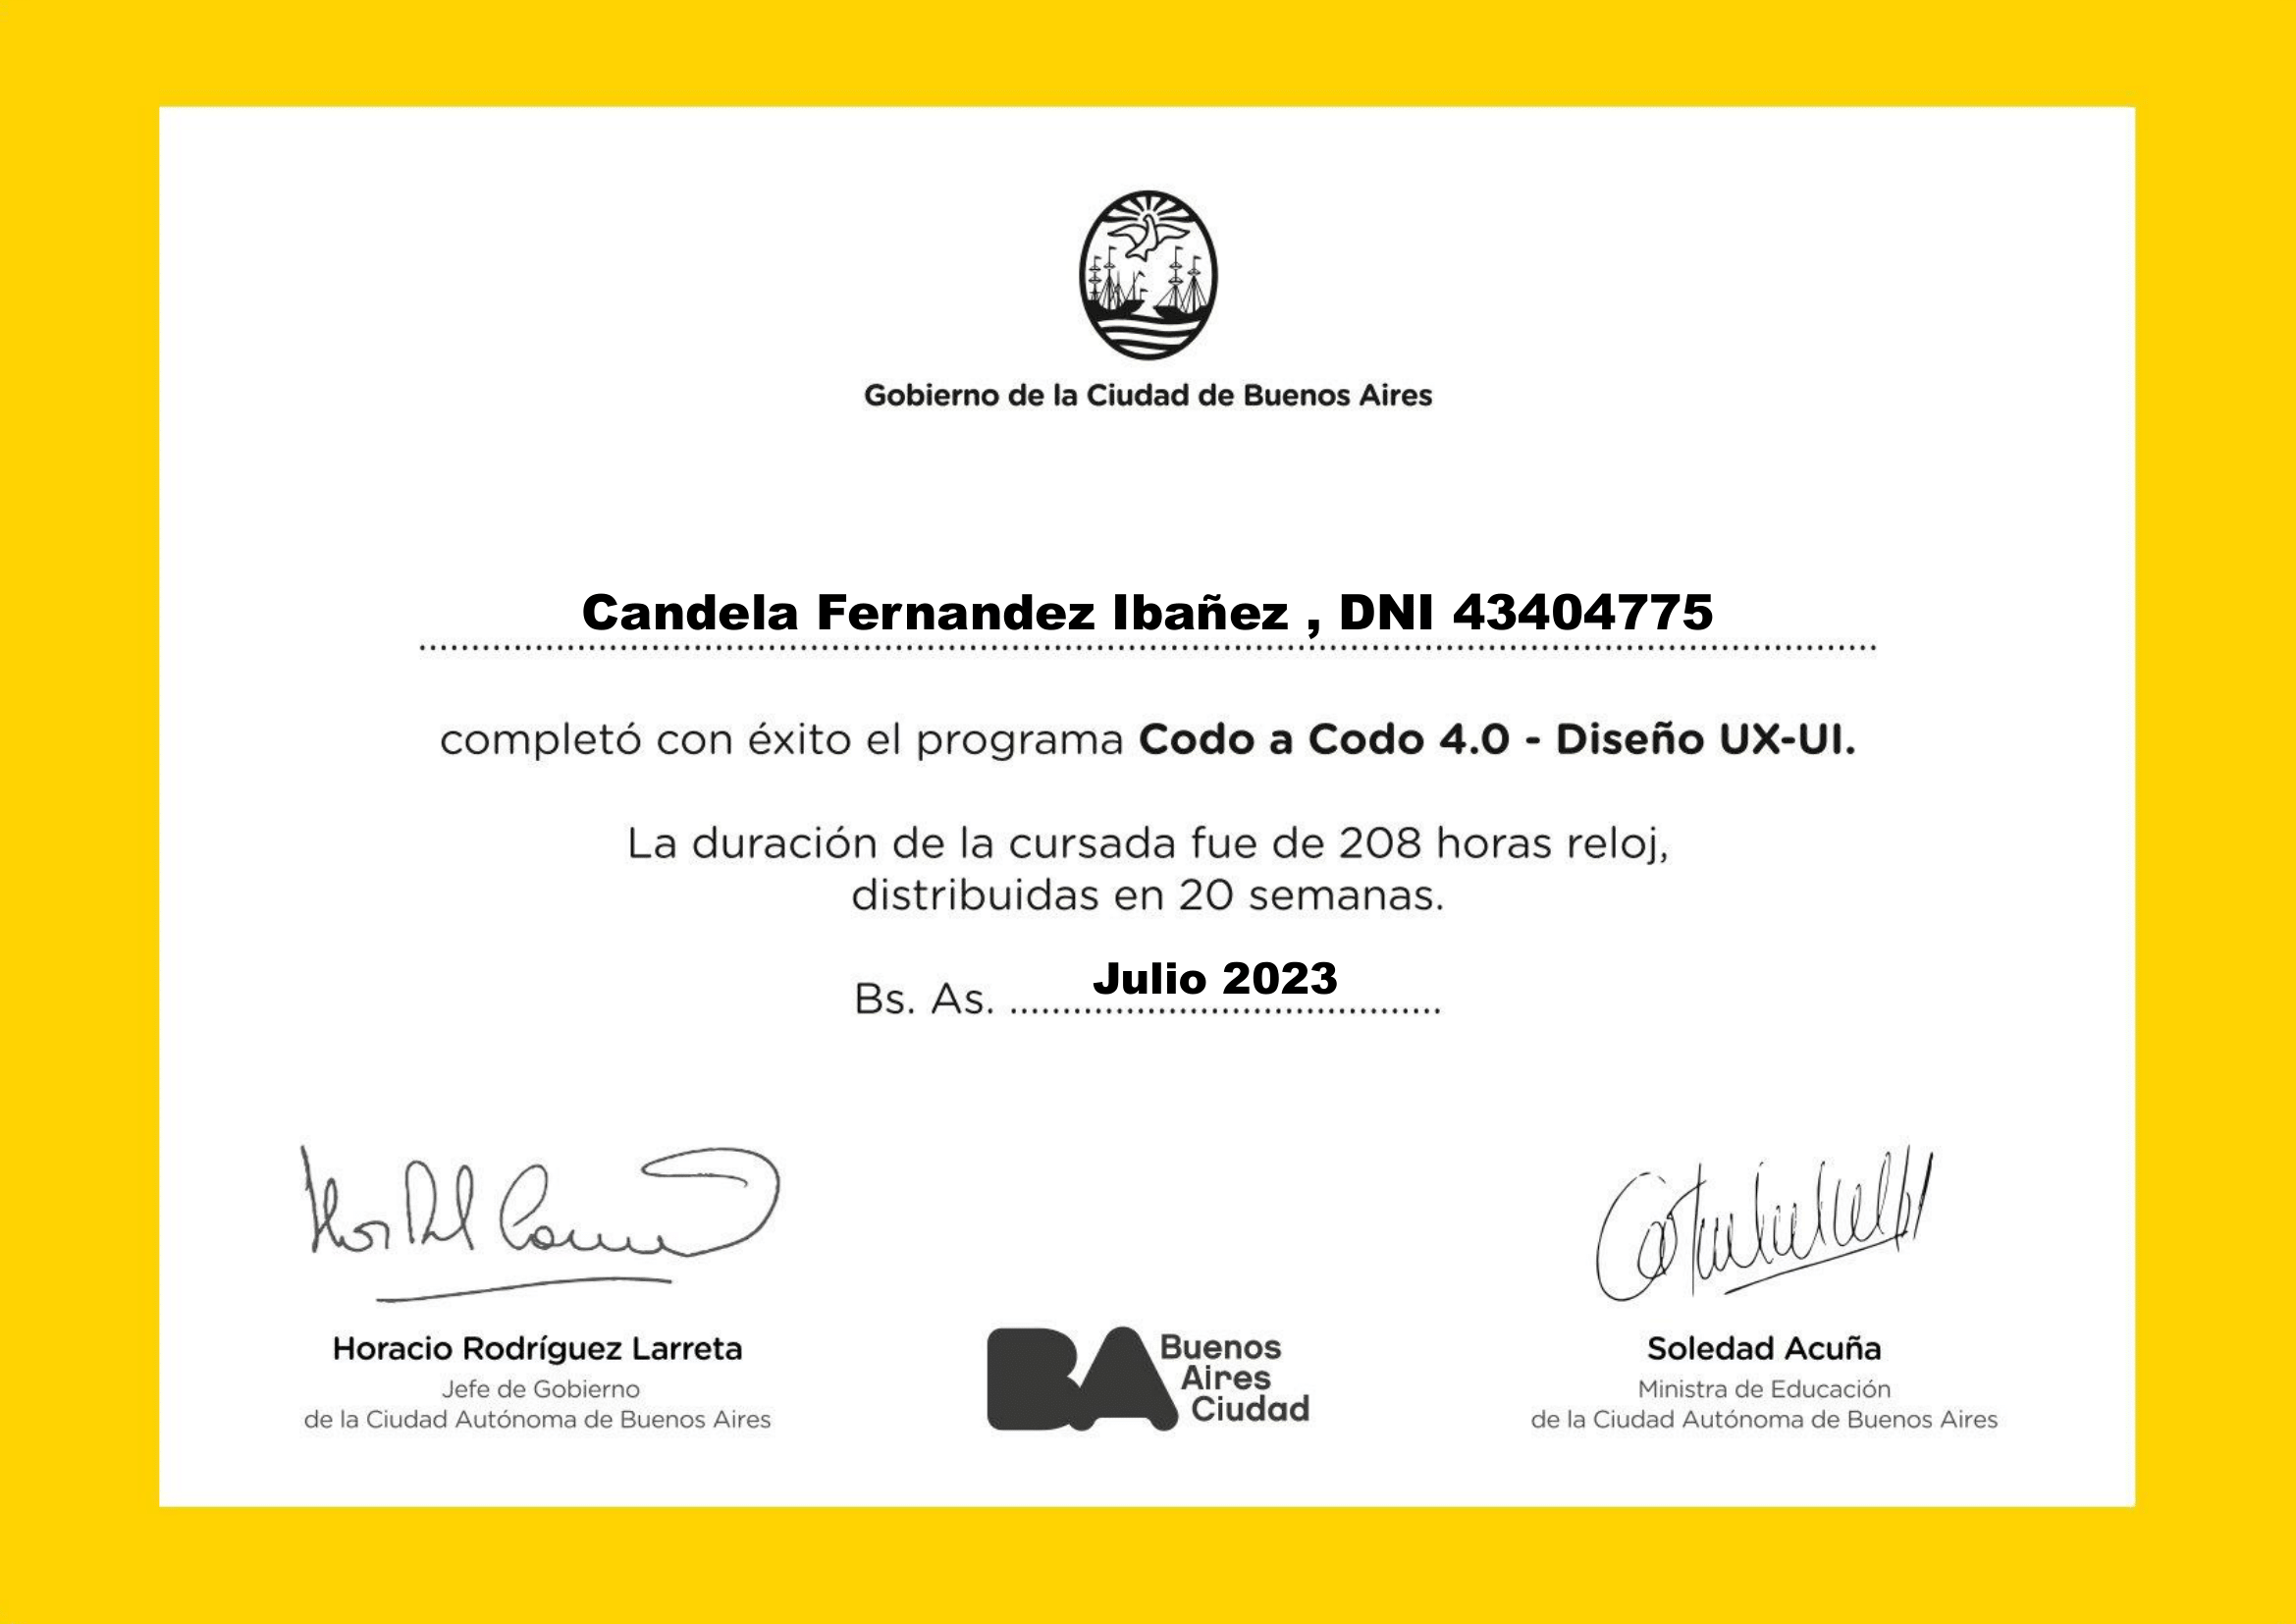 Gobierno de la Ciudad de Buenos Aires
Candela Fernandez Ibañez , DNI 43404775
completó con éxito el programa Codo a Codo 4.0 - Diseño UX-UI.
La duración de la cursada fue de 208 horas reloj,
distribuidas en 20 semanas.
Bs. As. Julio 2023
Horacio Rodríguez Larreta
Jefe de Gobierno
de la Ciudad Autónoma de Buenos Aires
BA Buenos
Aires
Ciudad
Soledad Acuña
Ministra de Educación
de la Ciudad Autónoma de Buenos Aires